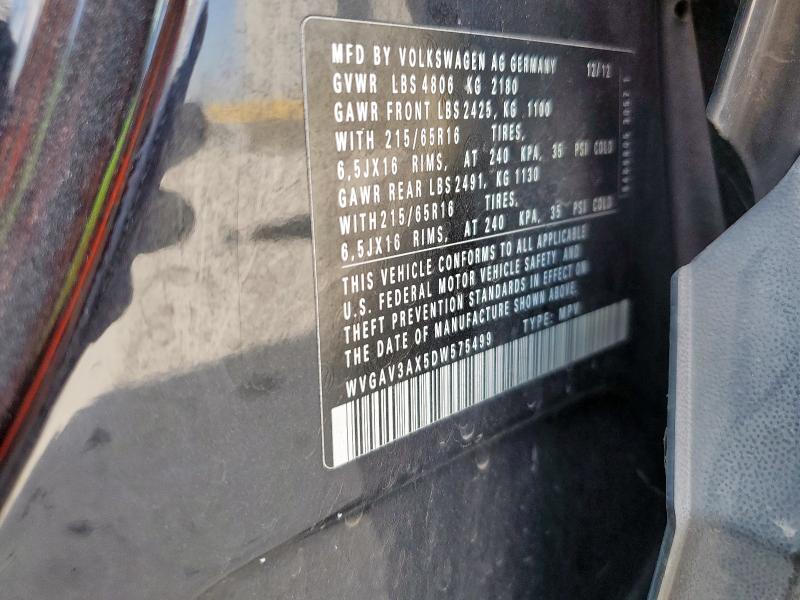 MFD BY VOLKSWAGEN AG GERMANY 12/12
GVWR LBS 4806 KG 2180
GAWR FRONT LBS 2425, KG 1100
WITH 215/65R16 TIRES,
6,5JX16 RIMS, AT 240 KPA, 35 PSI COLD
GAWR REAR LBS 2491, KG 1130
WITH 215/65R16 TIRES,
6,5JX16 RIMS, AT 240 KPA, 35 PSI COLD
THIS VEHICLE CONFORMS TO ALL APPLICABLE
U.S. FEDERAL MOTOR VEHICLE SAFETY AND
THEFT PREVENTION STANDARDS IN EFFECT ON
THE DATE OF MANUFACTURE SHOWN ABOVE.
WVGAV3AX5DW575499 TYPE: MPV